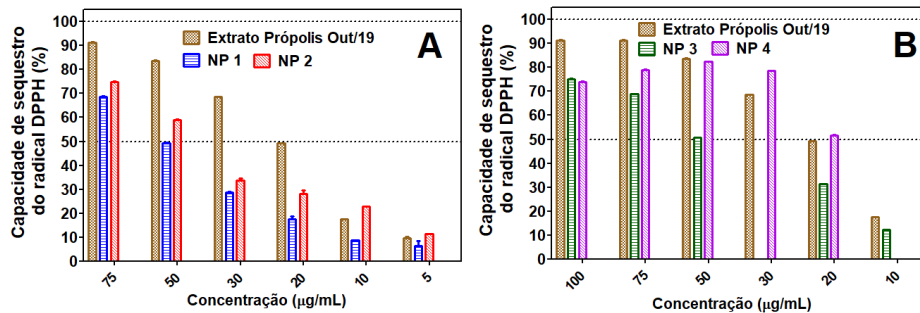 Capacidade de sequestro
do radical DPPH (%)
100
90
80
70
60
50
40
30
20
10
0
Extrato Própolis Out/19
NP 1
NP 2
A
75
50
30
20
10
5
Concentração (µg/mL)
Capacidade de sequestro
do radical DPPH (%)
100
90
80
70
60
50
40
30
20
10
0
Extrato Própolis Out/19
NP 3
NP 4
B
100
75
50
30
20
10
Concentração (µg/mL)